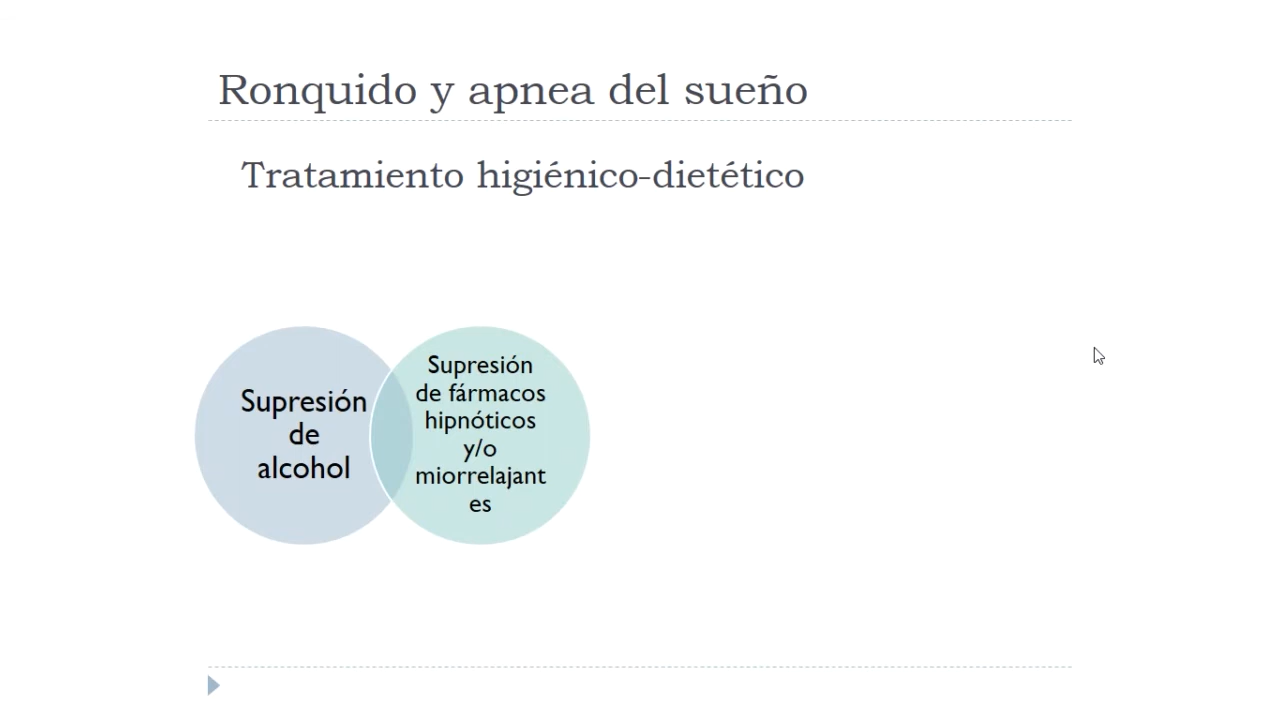 Ronquido y apnea del sueño
Tratamiento higiénico-dietético
Supresión
de
alcohol
Supresión
de fármacos
hipnóticos
y/o
miorrelajant
es